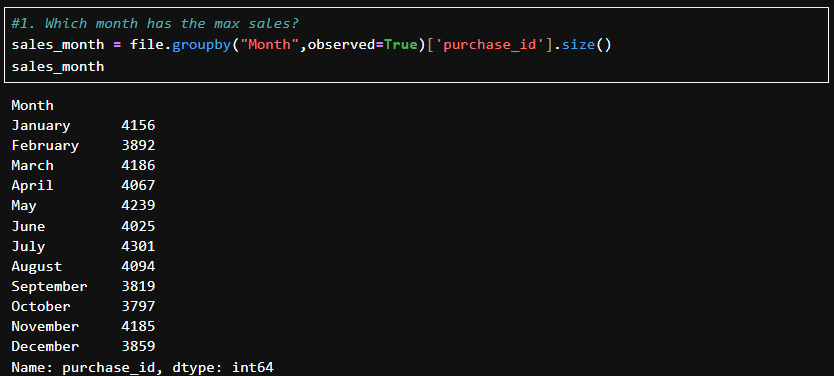 #1. Which month has the max sales?
sales_month = file.groupby("Month",observed=True)['purchase_id'].size()
sales_month
Month
January      4156
February     3892
March        4186
April        4067
May          4239
June         4025
July         4301
August       4094
September    3819
October      3797
November     4185
December     3859
Name: purchase_id, dtype: int64